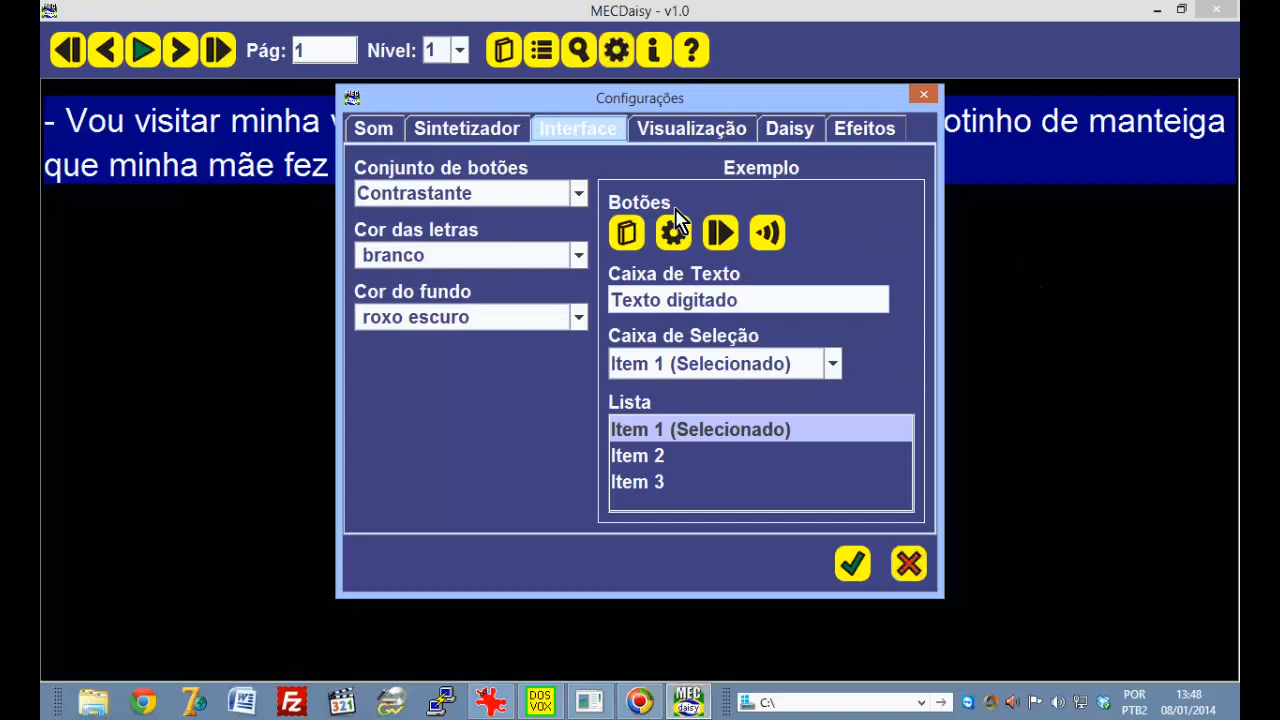 MECDaisy - v1.0
Pág: 1 Nível: 1
- Vou visitar minha v otinho de manteiga
que minha mãe fez
Configurações
Som Sintetizador Interface Visualização Daisy Efeitos
Conjunto de botões
Contrastante
Cor das letras
branco
Cor do fundo
roxo escuro
Exemplo
Botões
Caixa de Texto
Texto digitado
Caixa de Seleção
Item 1 (Selecionado)
Lista
Item 1 (Selecionado)
Item 2
Item 3
DOS
VOX
MEC
daisy
C:\
POR
PTB2
13:48
08/01/2014